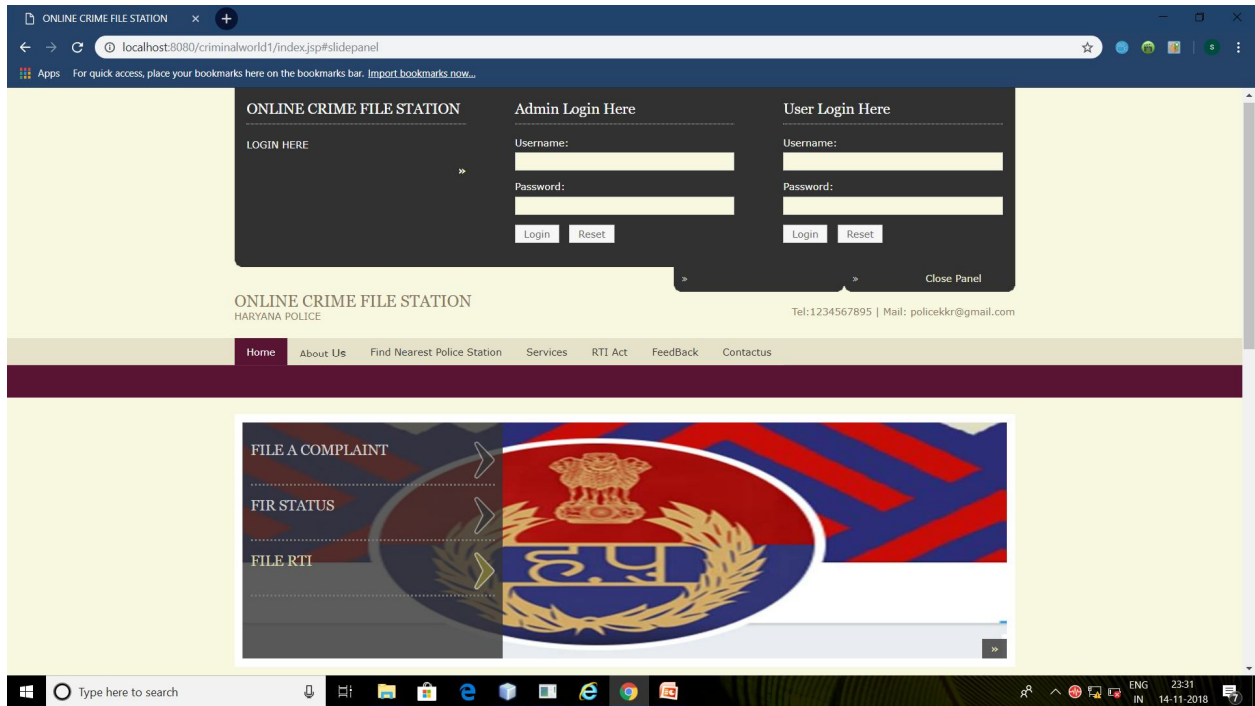 ONLINE CRIME FILE STATION
localhost:8080/criminalworld1/index.jsp#slidepanel
s
Apps For quick access, place your bookmarks here on the bookmarks bar. Import bookmarks now...
ONLINE CRIME FILE STATION
LOGIN HERE
»
Admin Login Here
Username:
Password:
Login Reset
User Login Here
Username:
Password:
Login Reset
» » Close Panel
ONLINE CRIME FILE STATION
HARYANA POLICE
Tel:1234567895 | Mail: policekkr@gmail.com
Home About Us Find Nearest Police Station Services RTI Act FeedBack Contactus
FILE A COMPLAINT
FIR STATUS
FILE RTI
ह.पु
»
Type here to search
ENG
IN
23:31
14-11-2018
7